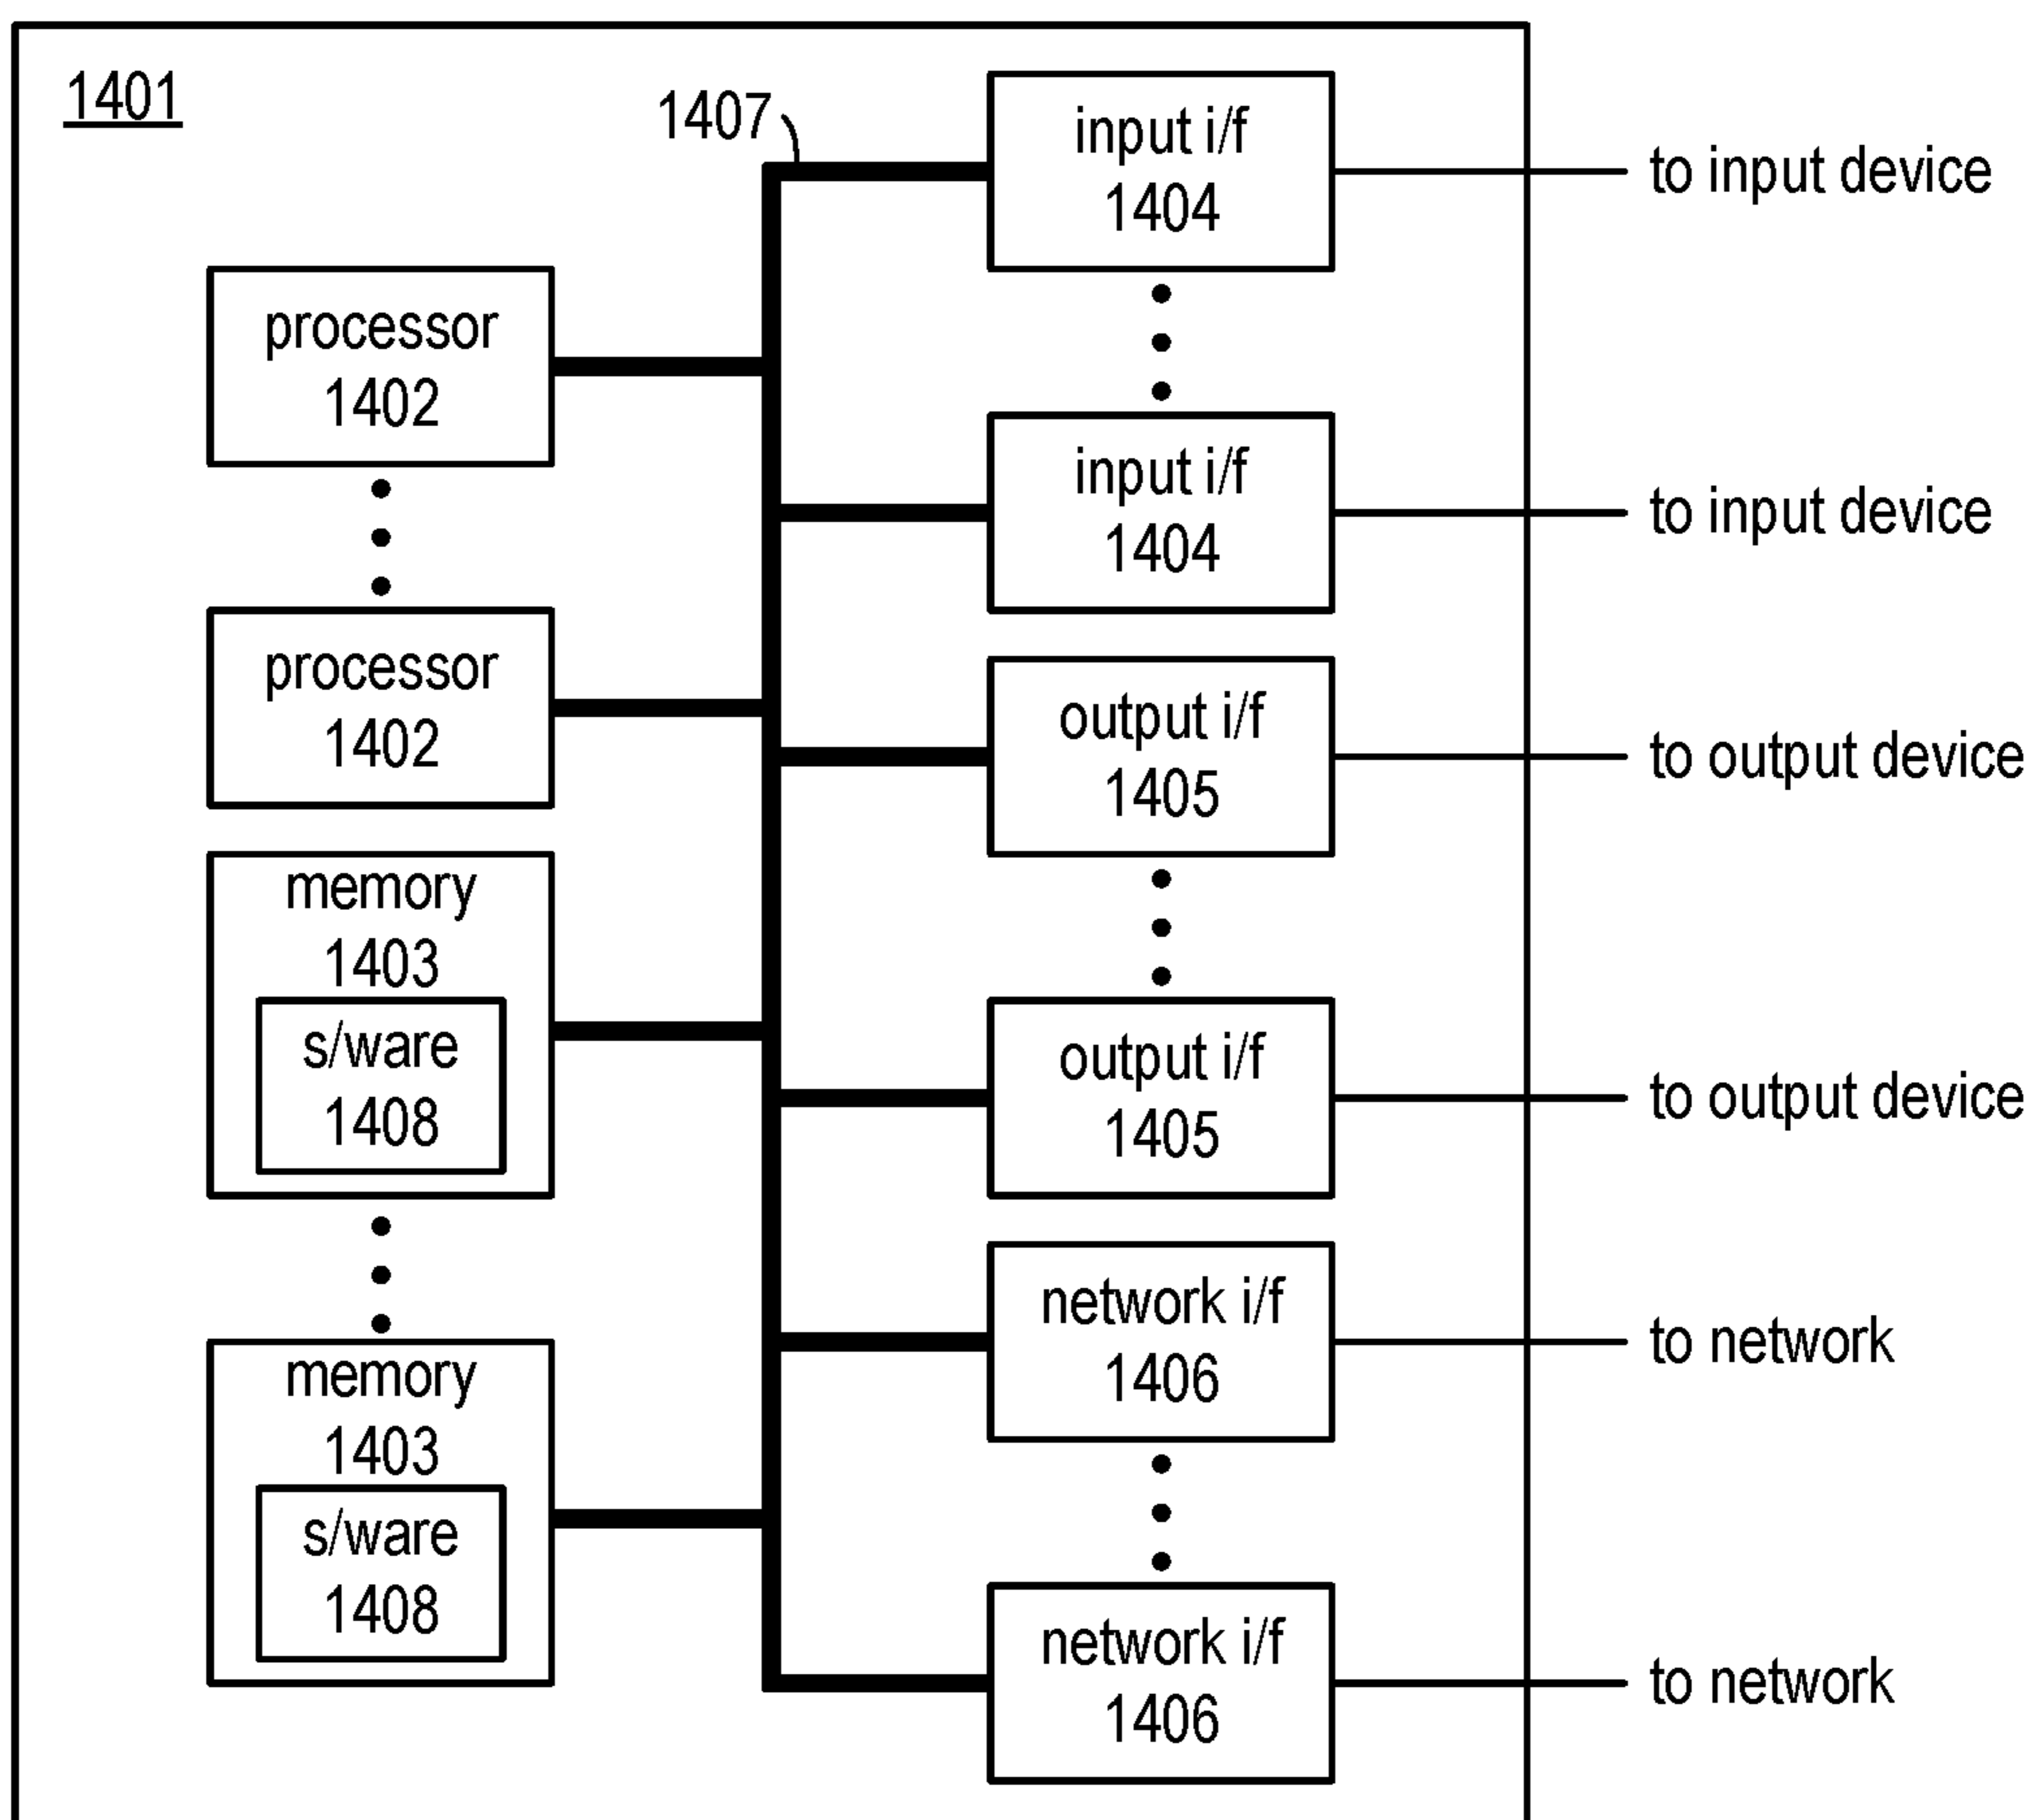 1401
1407
input i/f
1404
to input device
processor
1402
input i/f
1404
to input device
processor
1402
output i/f
1405
to output device
memory
1403
s/ware
1408
output i/f
1405
to output device
network i/f
1406
to network
memory
1403
s/ware
1408
network i/f
1406
to network